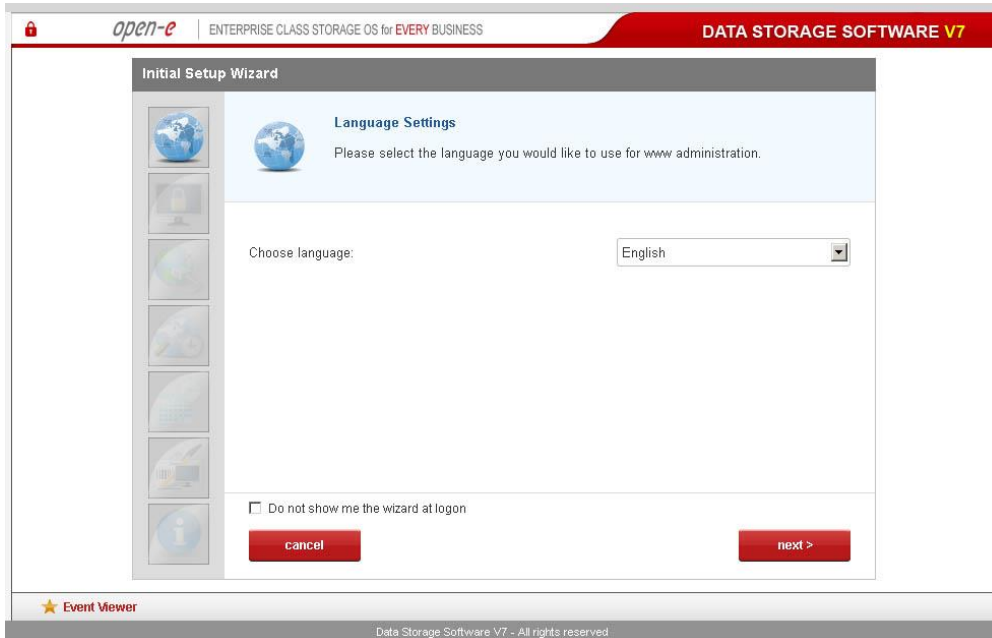 open-e ENTERPRISE CLASS STORAGE OS for EVERY BUSINESS DATA STORAGE SOFTWARE V7
Initial Setup Wizard
Language Settings
Please select the language you would like to use for www administration.
Choose language: English
Do not show me the wizard at logon
cancel next >
Event Viewer
Data Storage Software V7 - All rights reserved